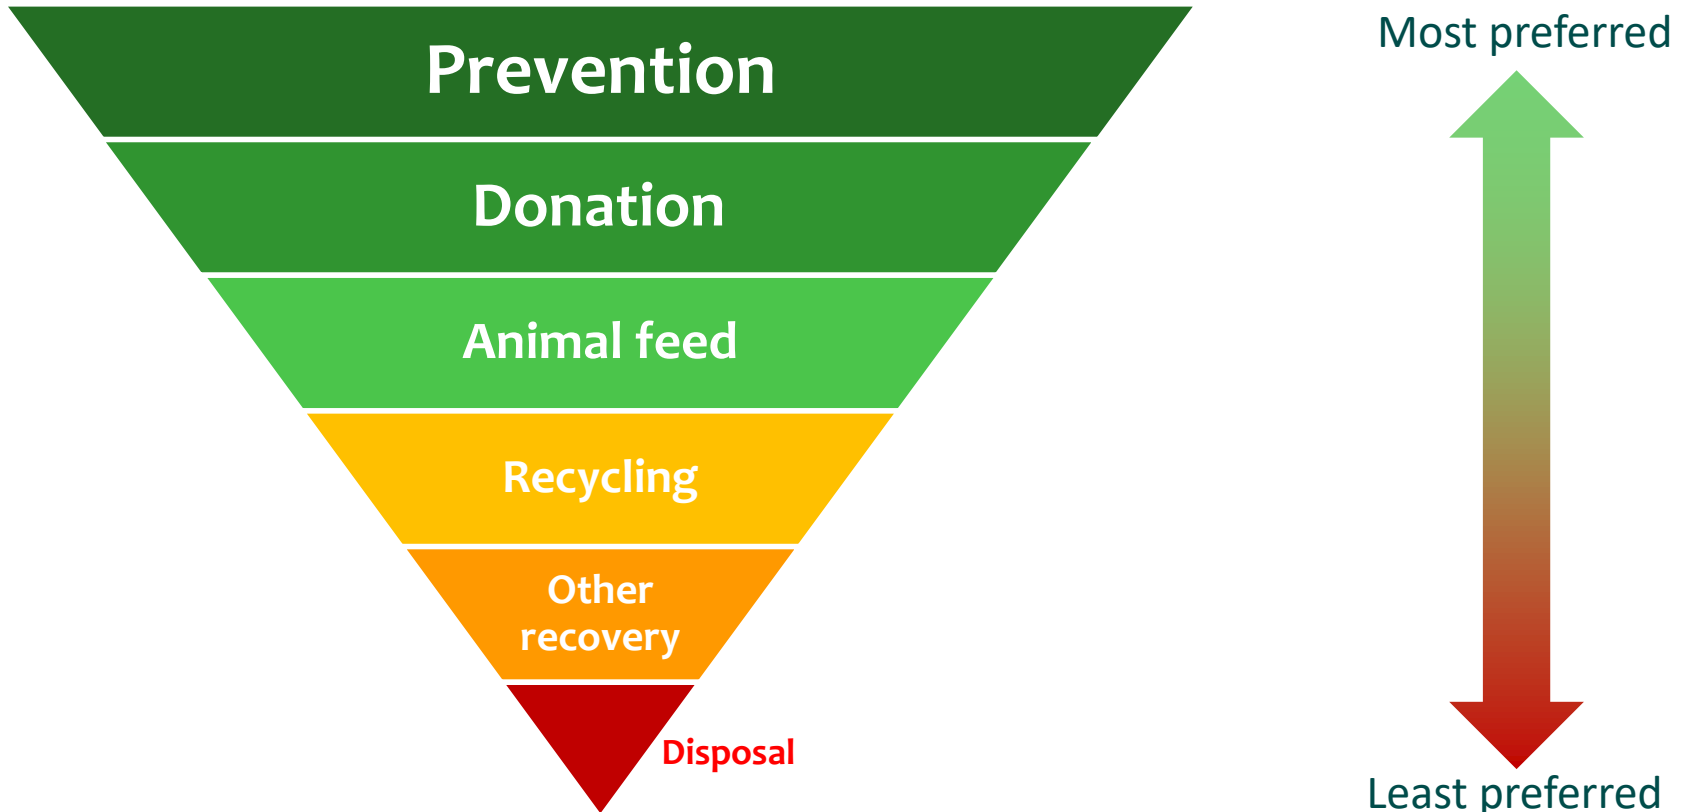 Prevention
Most preferred
Donation
Animal feed
Recycling
Other
recovery
Disposal
Least preferred